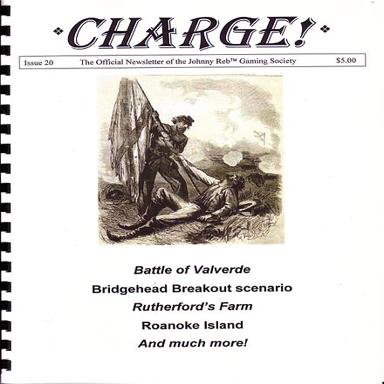 CHARGE!
Issue 20 The Official Newsletter of the Johnny Reb™ Gaming Society $5.00
Battle of Valverde
Bridgehead Breakout scenario
Rutherford's Farm
Roanoke Island
And much more!